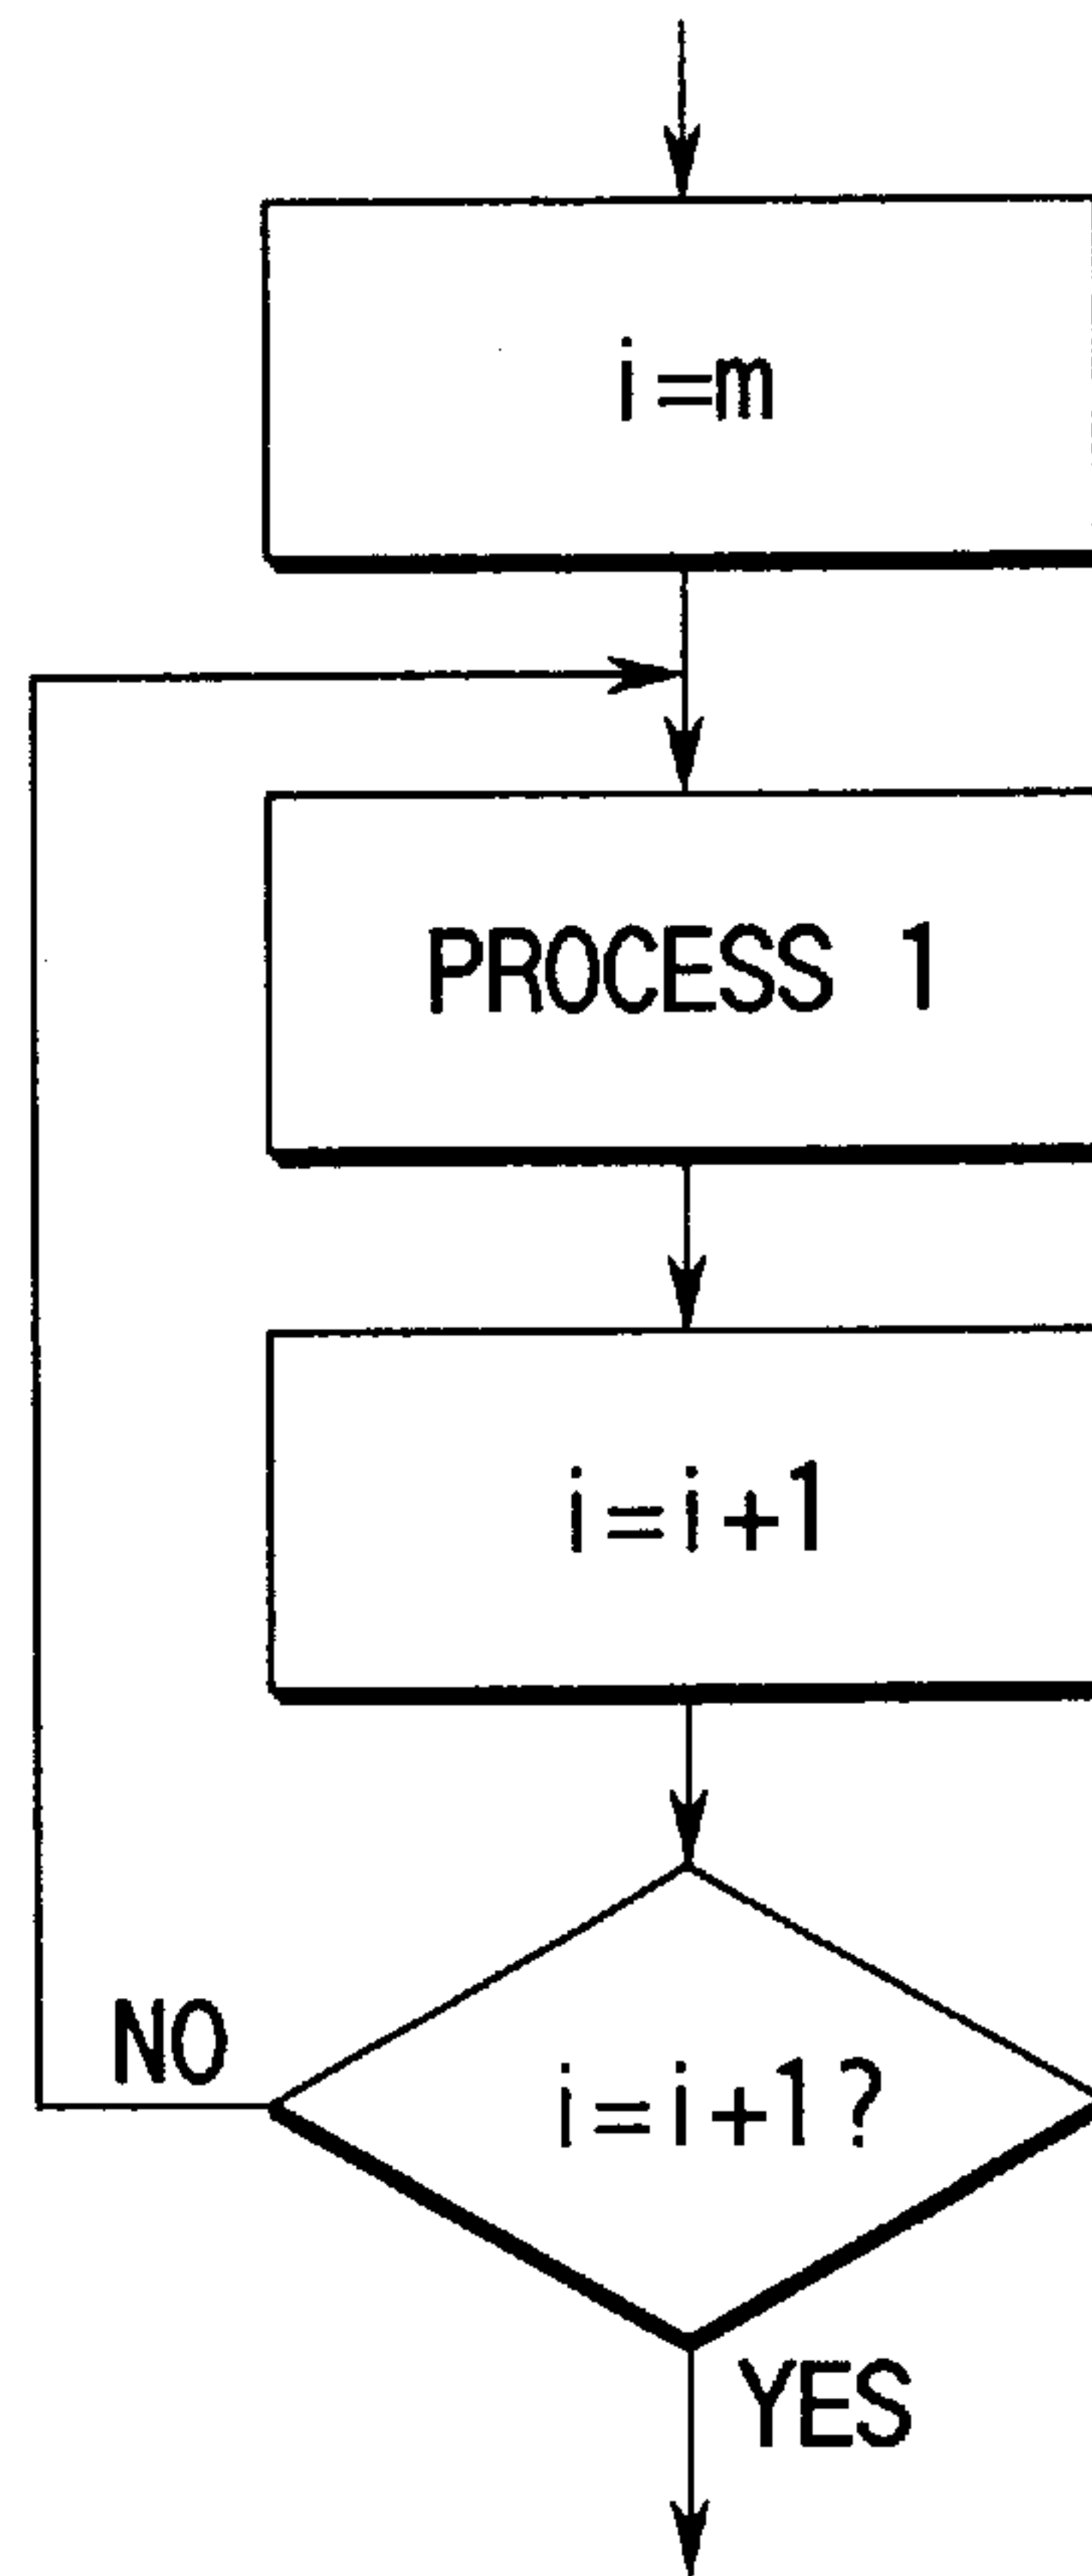 i=m
PROCESS 1
i=i+1
NO
i=i+1?
YES